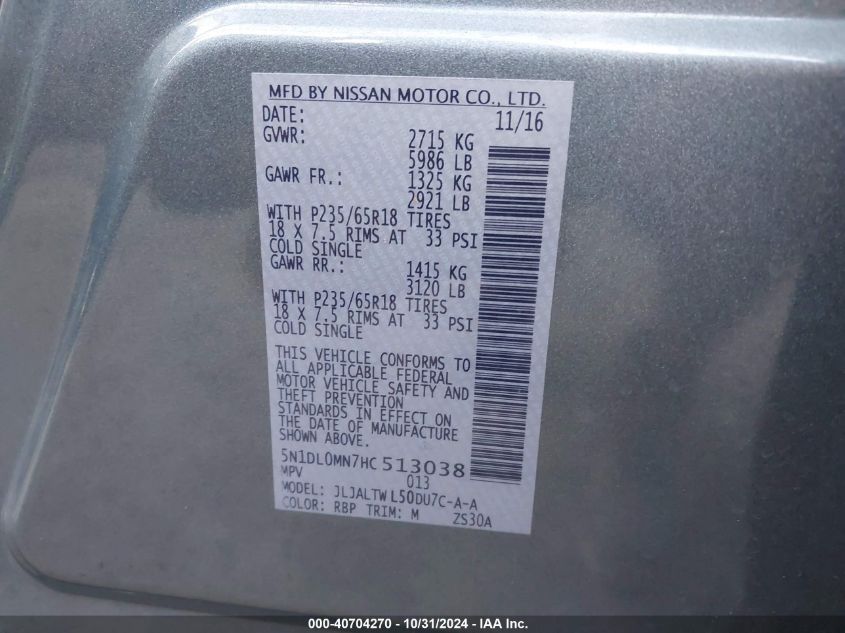 MFD BY NISSAN MOTOR CO., LTD.
DATE: 11/16
GVWR: 2715 KG
5986 LB
GAWR FR.: 1325 KG
2921 LB
WITH P235/65R18 TIRES
18 X 7.5 RIMS AT 33 PSI
COLD SINGLE
GAWR RR.: 1415 KG
3120 LB
WITH P235/65R18 TIRES
18 X 7.5 RIMS AT 33 PSI
COLD SINGLE
THIS VEHICLE CONFORMS TO
ALL APPLICABLE FEDERAL
MOTOR VEHICLE SAFETY AND
THEFT PREVENTION
STANDARDS IN EFFECT ON
THE DATE OF MANUFACTURE
SHOWN ABOVE.
5N1DL0MN7HC513038
MPV 013
MODEL: JLJALTWL50DU7C-A-A
COLOR: RBP TRIM: M ZS30A
000-40704270 - 10/31/2024 - IAA Inc.